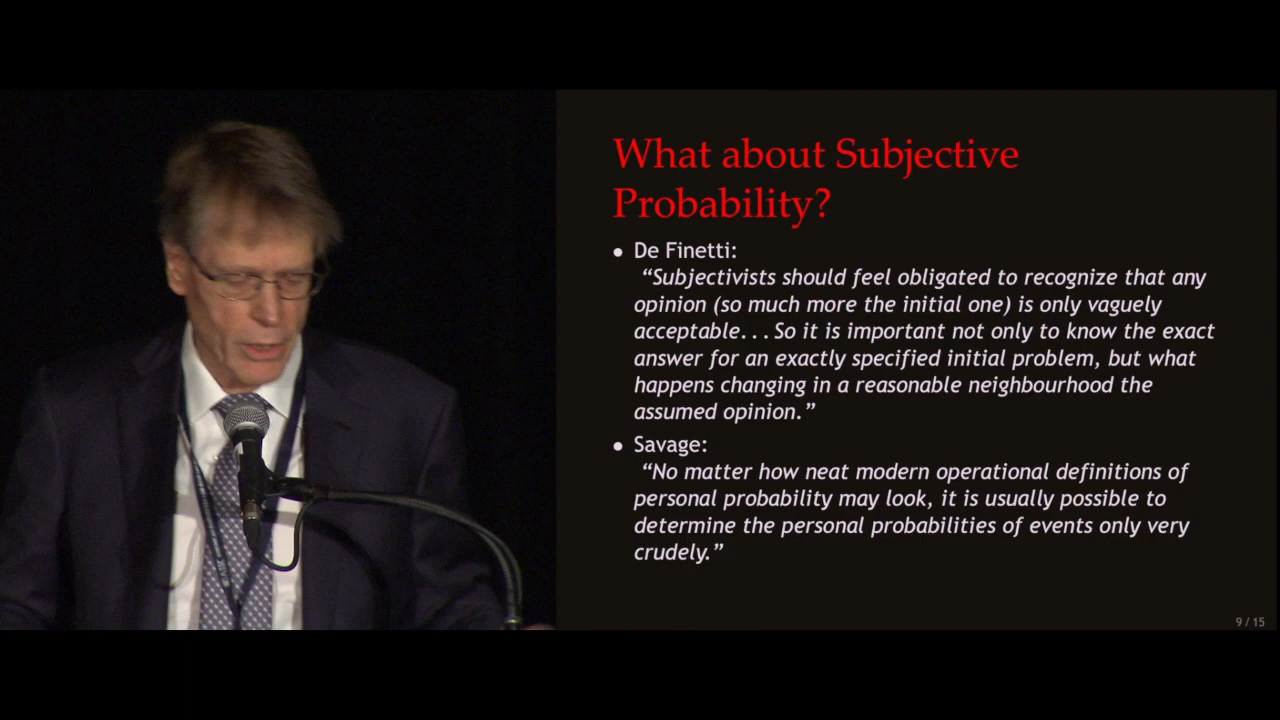 What about Subjective
Probability?
• De Finetti:
“Subjectivists should feel obligated to recognize that any
opinion (so much more the initial one) is only vaguely
acceptable. . . So it is important not only to know the exact
answer for an exactly specified initial problem, but what
happens changing in a reasonable neighbourhood the
assumed opinion.”
• Savage:
“No matter how neat modern operational definitions of
personal probability may look, it is usually possible to
determine the personal probabilities of events only very
crudely.”
9 / 15